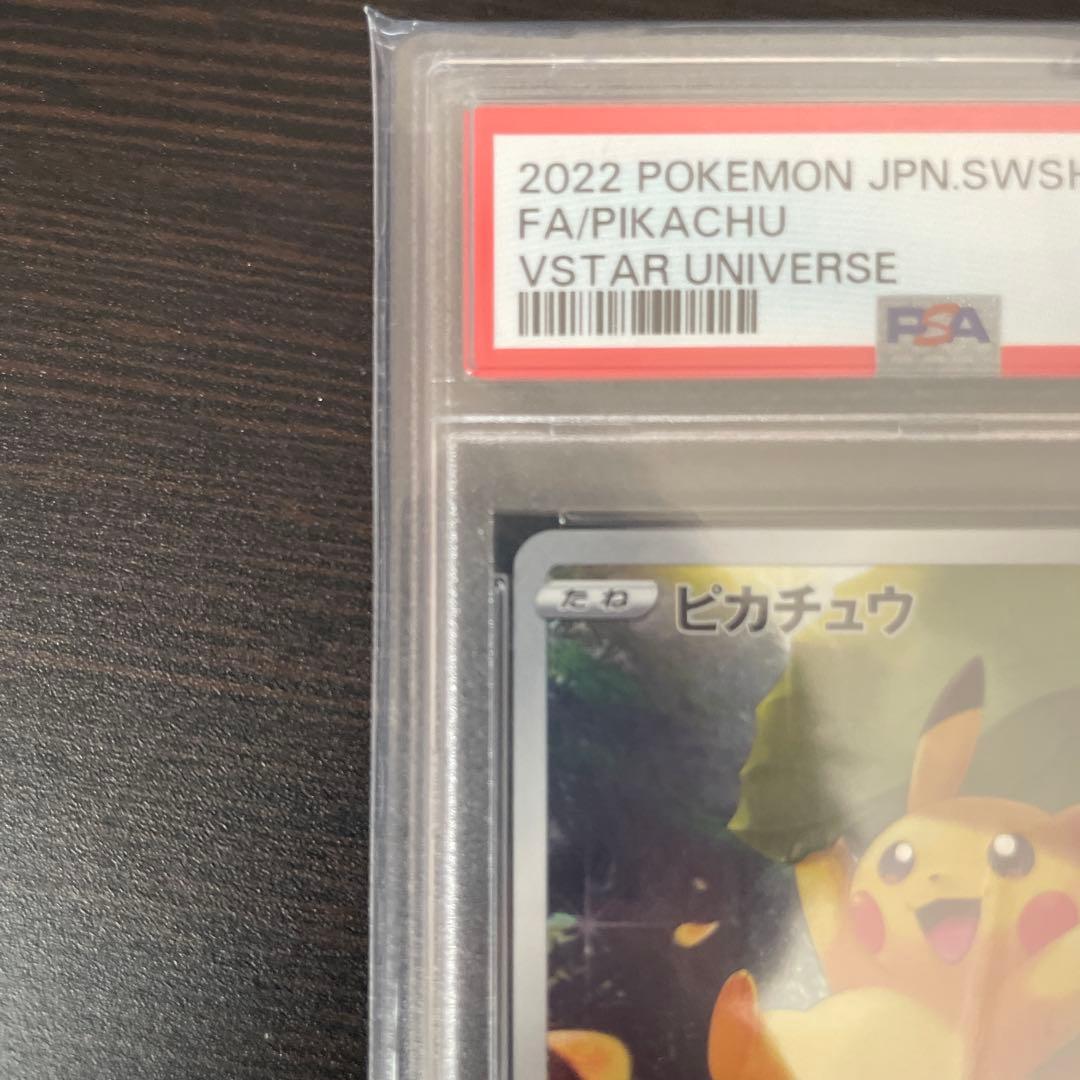 2022 POKEMON JPN.SWSH
FA/PIKACHU
VSTAR UNIVERSE
PSA
たね ピカチュウ